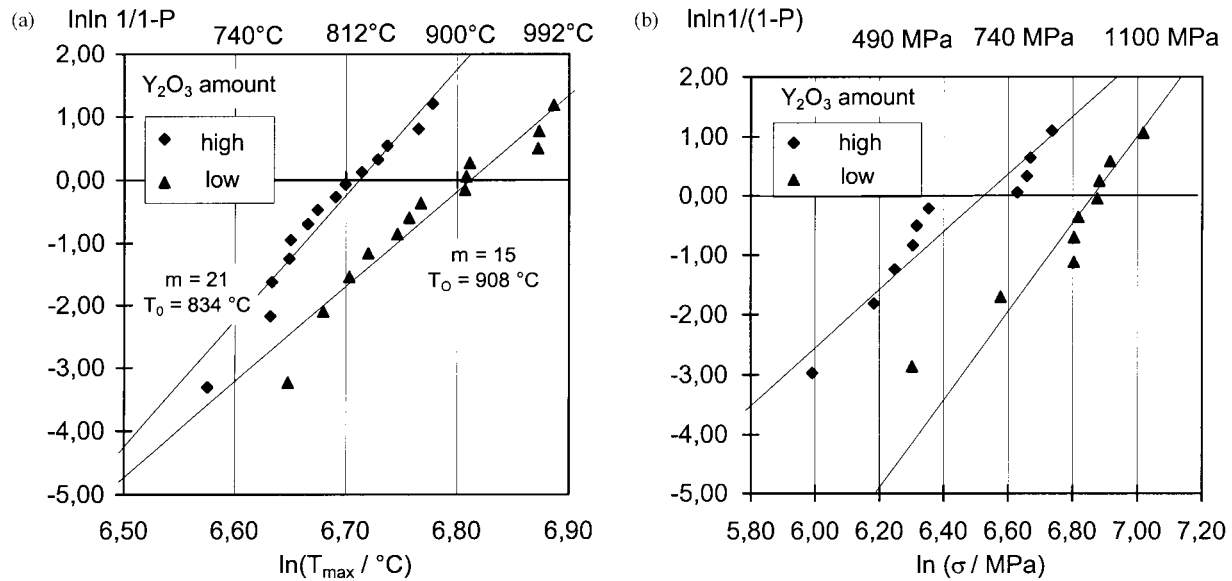 (a)
lnln 1/1-P
740°C 812°C 900°C 992°C
2,00
1,00
0,00
-1,00
-2,00
-3,00
-4,00
-5,00
Y₂O₃ amount
high
low
m = 21
T₀ = 834 °C
m = 15
T_O = 908 °C
6,50 6,60 6,70 6,80 6,90
ln(T_max / °C)
(b)
lnln1/(1-P)
490 MPa 740 MPa 1100 MPa
2,00
1,00
0,00
-1,00
-2,00
-3,00
-4,00
-5,00
Y₂O₃ amount
high
low
5,80 6,00 6,20 6,40 6,60 6,80 7,00 7,20
ln (σ / MPa)